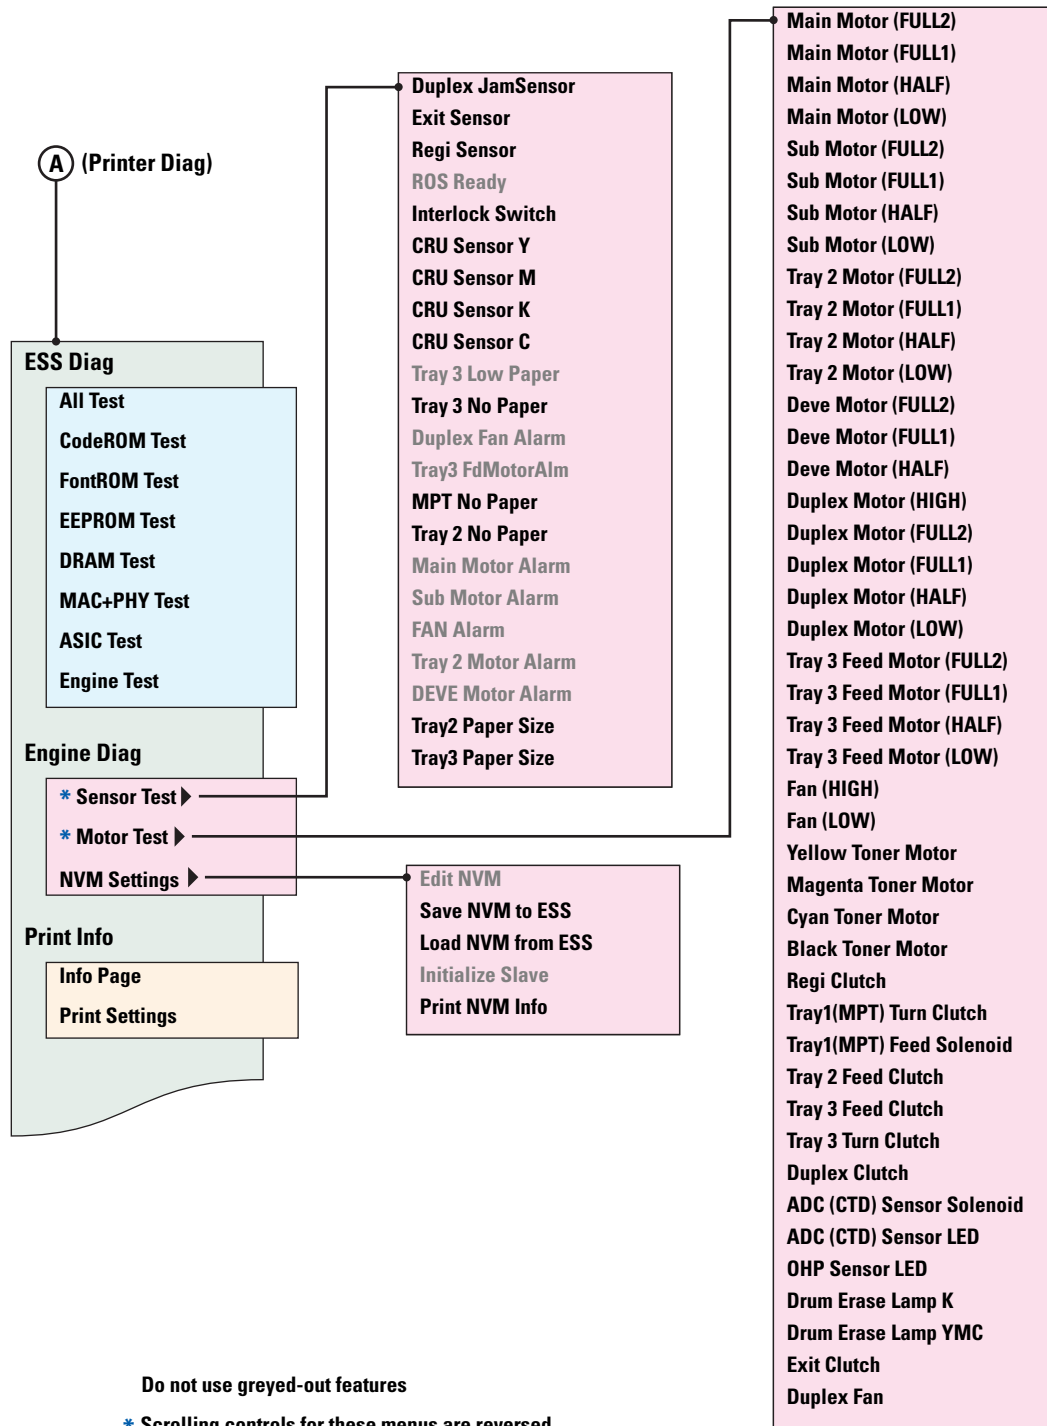 A (Printer Diag)
ESS Diag
All Test
CodeROM Test
FontROM Test
EEPROM Test
DRAM Test
MAC+PHY Test
ASIC Test
Engine Test
Engine Diag
* Sensor Test
* Motor Test
NVM Settings
Print Info
Info Page
Print Settings
Duplex JamSensor
Exit Sensor
Regi Sensor
ROS Ready
Interlock Switch
CRU Sensor Y
CRU Sensor M
CRU Sensor K
CRU Sensor C
Tray 3 Low Paper
Tray 3 No Paper
Duplex Fan Alarm
Tray3 FdMotorAlm
MPT No Paper
Tray 2 No Paper
Main Motor Alarm
Sub Motor Alarm
FAN Alarm
Tray 2 Motor Alarm
DEVE Motor Alarm
Tray2 Paper Size
Tray3 Paper Size
Edit NVM
Save NVM to ESS
Load NVM from ESS
Initialize Slave
Print NVM Info
Main Motor (FULL2)
Main Motor (FULL1)
Main Motor (HALF)
Main Motor (LOW)
Sub Motor (FULL2)
Sub Motor (FULL1)
Sub Motor (HALF)
Sub Motor (LOW)
Tray 2 Motor (FULL2)
Tray 2 Motor (FULL1)
Tray 2 Motor (HALF)
Tray 2 Motor (LOW)
Deve Motor (FULL2)
Deve Motor (FULL1)
Deve Motor (HALF)
Duplex Motor (HIGH)
Duplex Motor (FULL2)
Duplex Motor (FULL1)
Duplex Motor (HALF)
Duplex Motor (LOW)
Tray 3 Feed Motor (FULL2)
Tray 3 Feed Motor (FULL1)
Tray 3 Feed Motor (HALF)
Tray 3 Feed Motor (LOW)
Fan (HIGH)
Fan (LOW)
Yellow Toner Motor
Magenta Toner Motor
Cyan Toner Motor
Black Toner Motor
Regi Clutch
Tray1(MPT) Turn Clutch
Tray1(MPT) Feed Solenoid
Tray 2 Feed Clutch
Tray 3 Feed Clutch
Tray 3 Turn Clutch
Duplex Clutch
ADC (CTD) Sensor Solenoid
ADC (CTD) Sensor LED
OHP Sensor LED
Drum Erase Lamp K
Drum Erase Lamp YMC
Exit Clutch
Duplex Fan
Do not use greyed-out features
* Scrolling controls for these menus are reversed